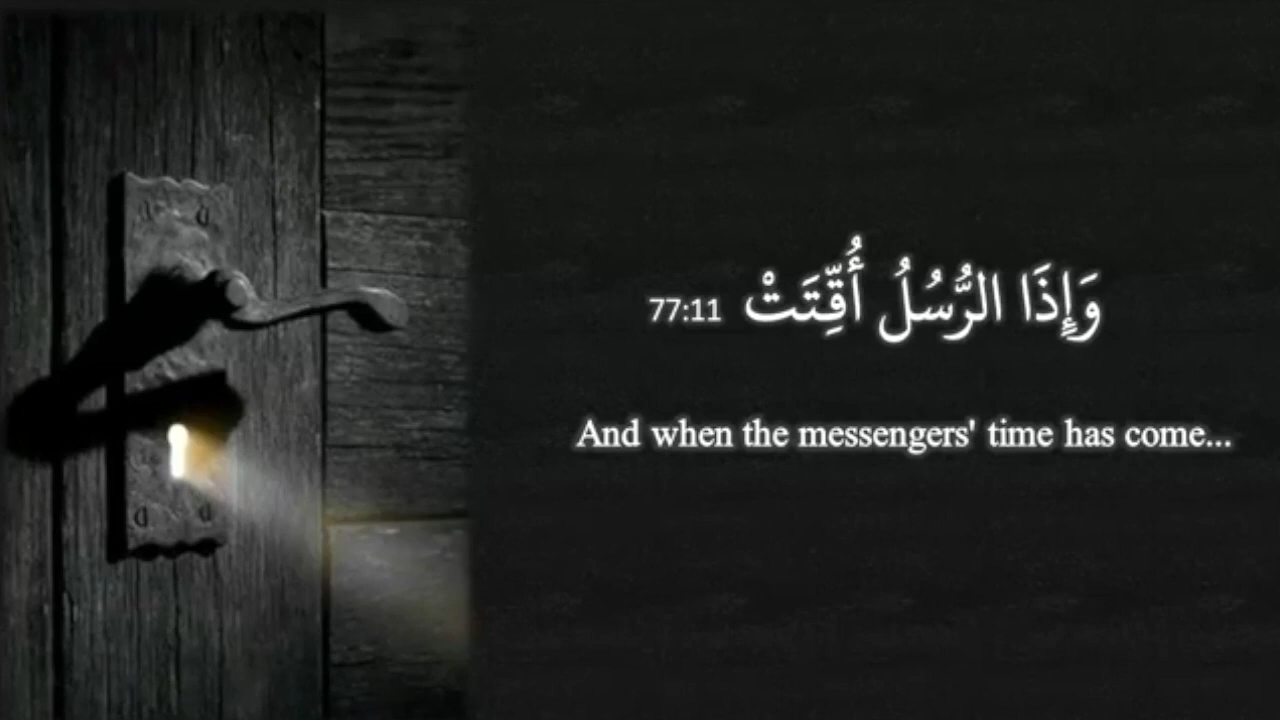 وَإِذَا الرُّسُلُ أُقِّتَتْ 77:11
And when the messengers' time has come...